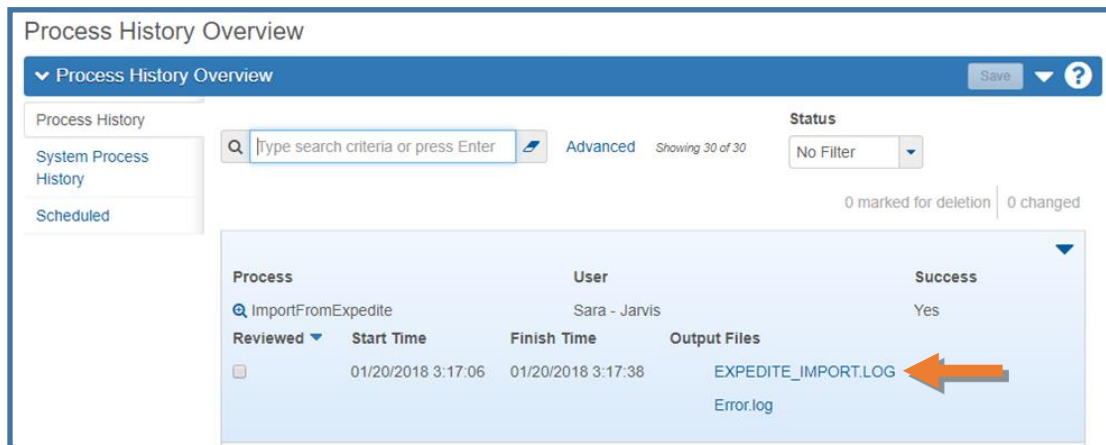 Process History Overview
Process History Overview
Save
?
Process History
System Process
History
Scheduled
Type search criteria or press Enter
Advanced
Showing 30 of 30
Status
No Filter
0 marked for deletion
0 changed
Process User Success
ImportFromExpedite Sara - Jarvis Yes
Reviewed Start Time Finish Time Output Files
01/20/2018 3:17:06 01/20/2018 3:17:38 EXPEDITE_IMPORT.LOG
Error.log